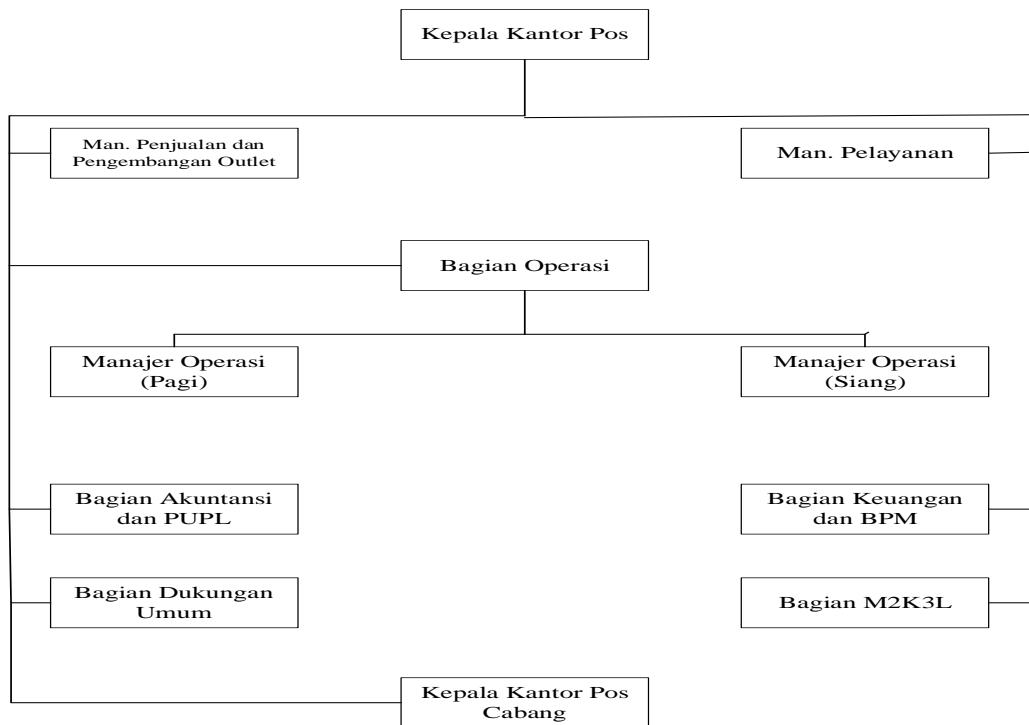 Kepala Kantor Pos
Man. Penjualan dan
Pengembangan Outlet
Man. Pelayanan
Bagian Operasi
Manajer Operasi
(Pagi)
Manajer Operasi
(Siang)
Bagian Akuntansi
dan PUPL
Bagian Keuangan
dan BPM
Bagian Dukungan
Umum
Bagian M2K3L
Kepala Kantor Pos
Cabang